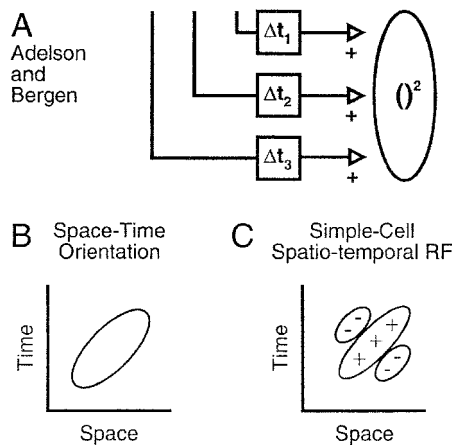 A
Adelson
and
Bergen
Δt₁
+
Δt₂
+
Δt₃
+
()²
B
Space-Time
Orientation
Time
Space
C
Simple-Cell
Spatio-temporal RF
Time
- -
+
+
+
- -
Space